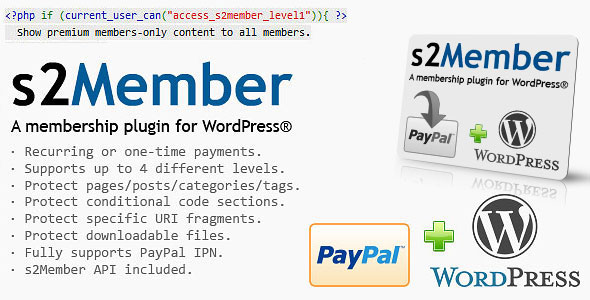 <?php if (current_user_can("access_s2member_level1")){ ?>
Show premium members-only content to all members.
s2Member
A membership plugin for WordPress®
· Recurring or one-time payments.
· Supports up to 4 different levels.
· Protect pages/posts/categories/tags.
· Protect conditional code sections.
· Protect specific URI fragments.
· Protect downloadable files.
· Fully supports PayPal IPN.
· s2Member API included.
s2Member
A membership plugin for WordPress®
PayPal
WORDPRESS
PayPal™
WORDPRESS